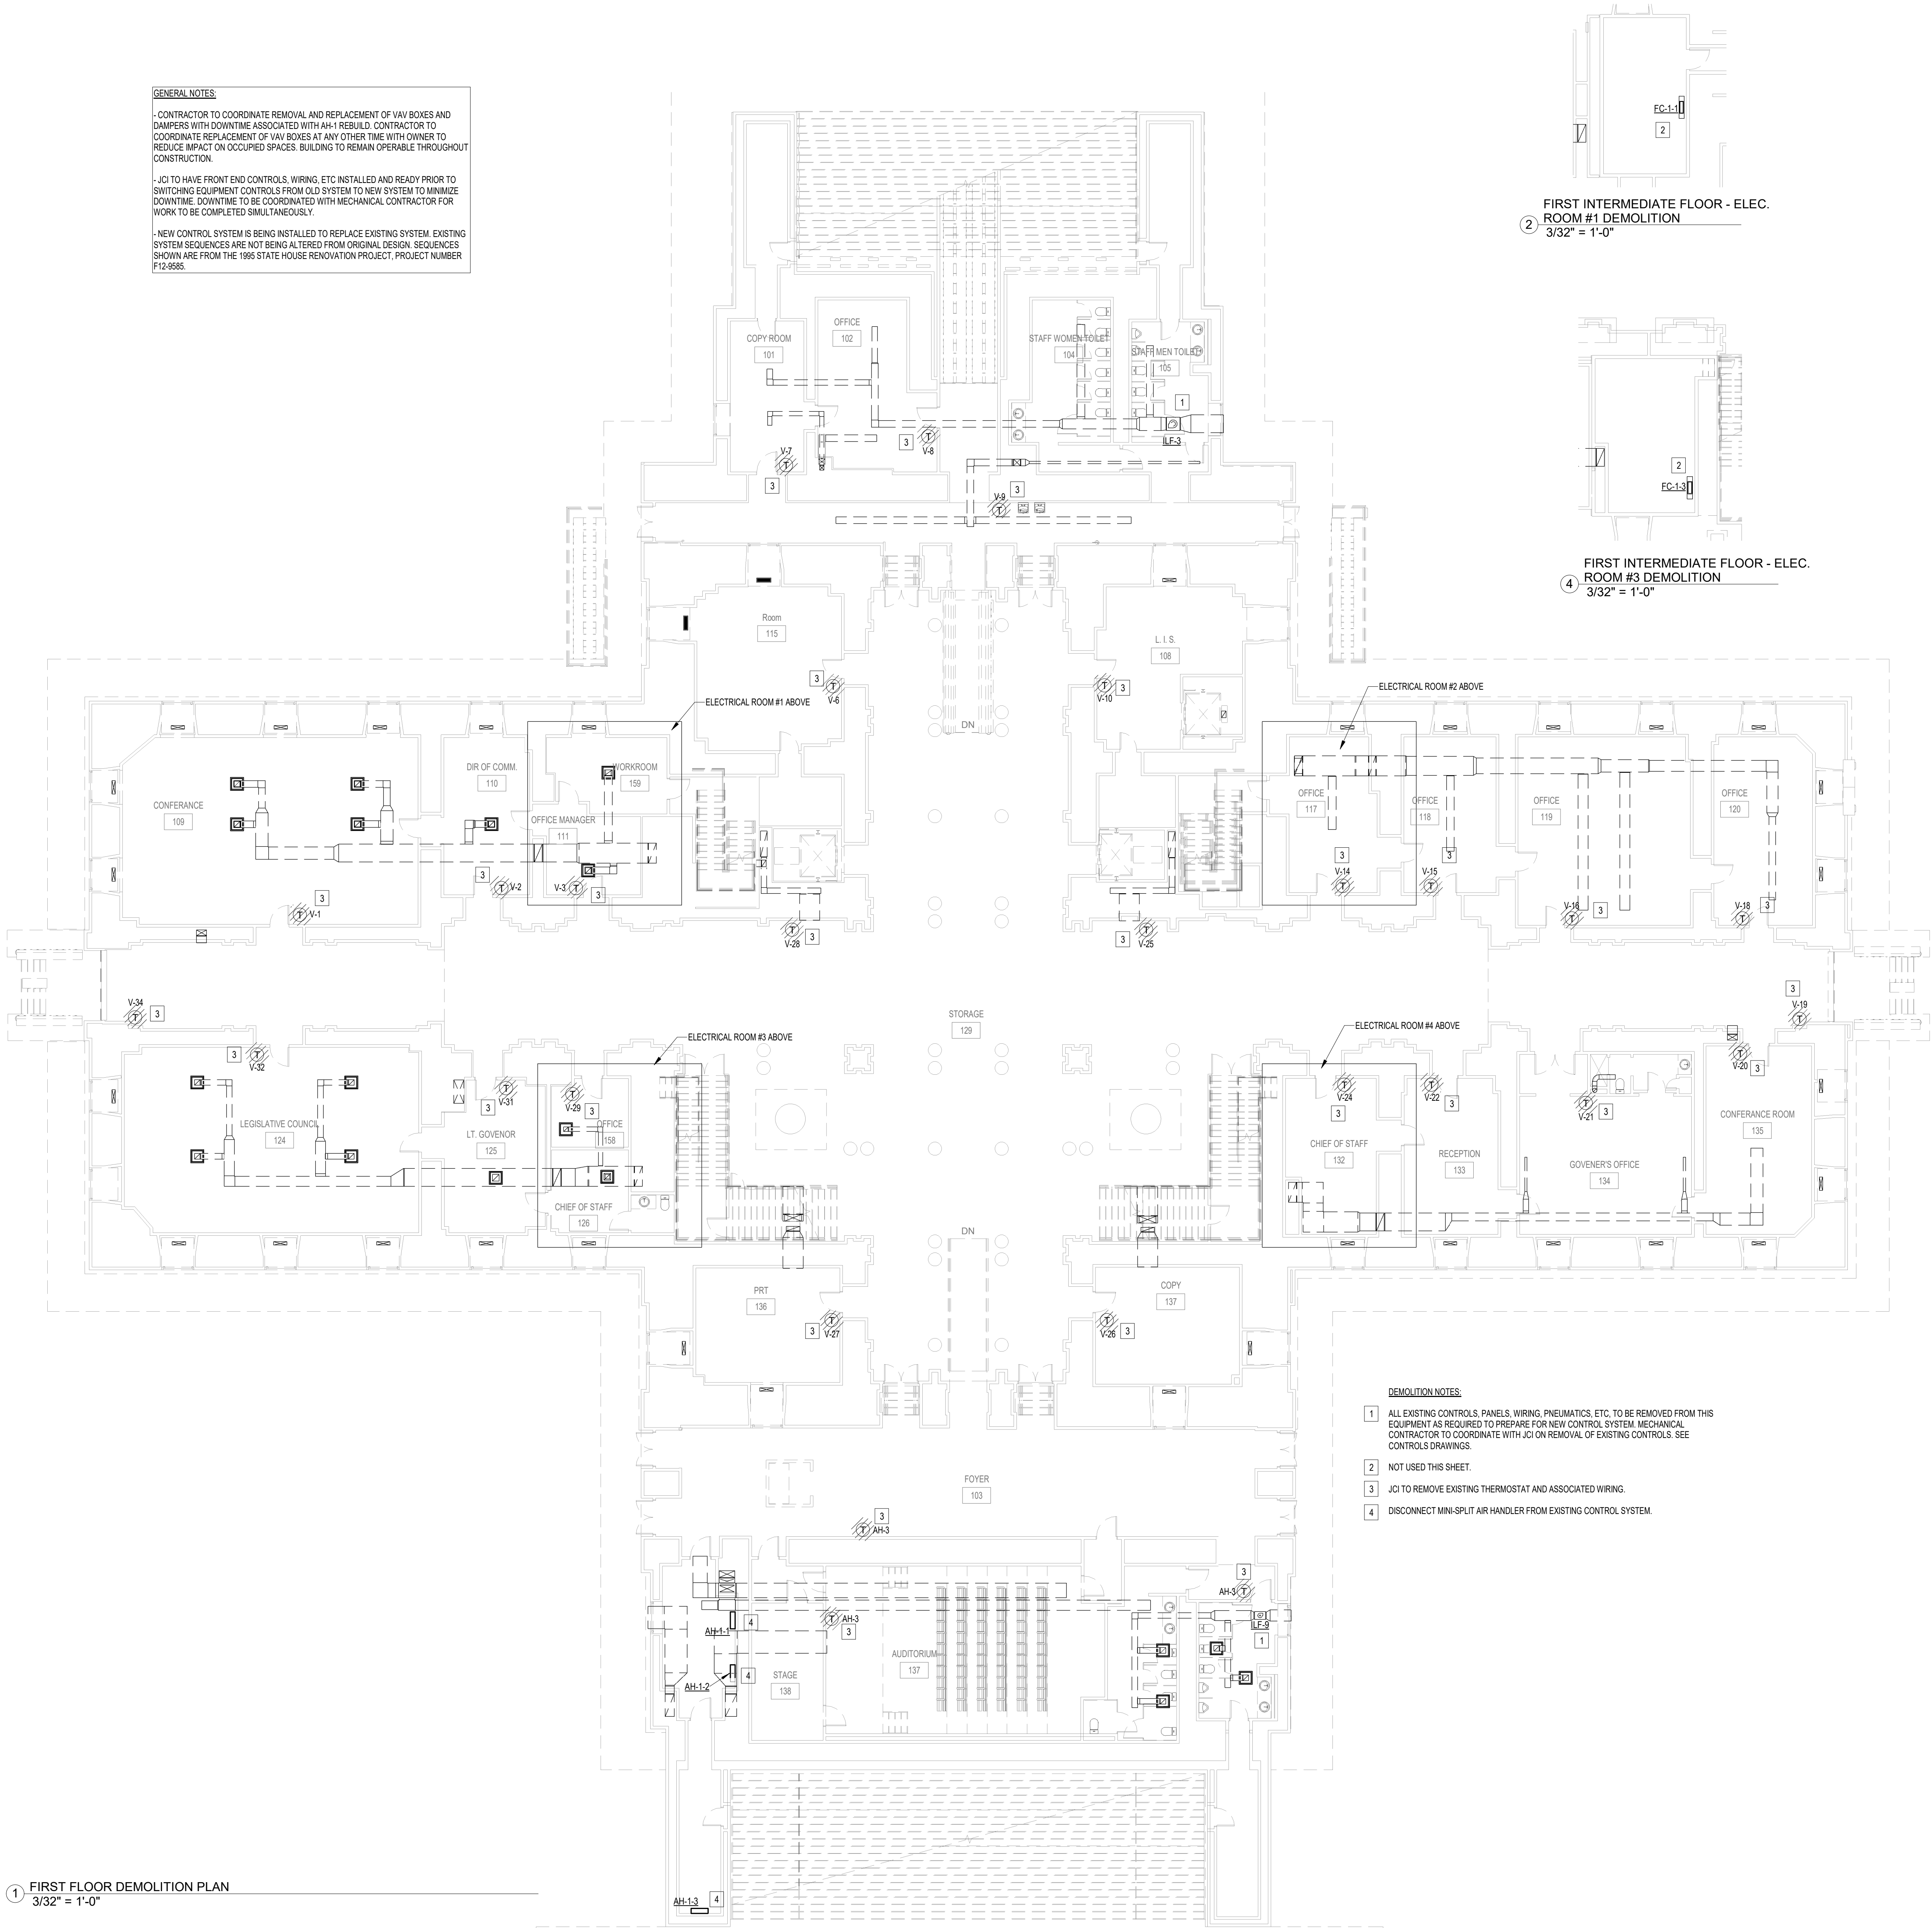 GENERAL NOTES:
- CONTRACTOR TO COORDINATE REMOVAL AND REPLACEMENT OF VAV BOXES AND
DAMPERS WITH DOWNTIME ASSOCIATED WITH AH-1 REBUILD. CONTRACTOR TO
COORDINATE REPLACEMENT OF VAV BOXES AT ANY OTHER TIME WITH OWNER TO
REDUCE IMPACT ON OCCUPIED SPACES. BUILDING TO REMAIN OPERABLE THROUGHOUT
CONSTRUCTION.
- JCI TO HAVE FRONT END CONTROLS, WIRING, ETC INSTALLED AND READY PRIOR TO
SWITCHING EQUIPMENT CONTROLS FROM OLD SYSTEM TO NEW SYSTEM TO MINIMIZE
DOWNTIME. DOWNTIME TO BE COORDINATED WITH MECHANICAL CONTRACTOR FOR
WORK TO BE COMPLETED SIMULTANEOUSLY.
- NEW CONTROL SYSTEM IS BEING INSTALLED TO REPLACE EXISTING SYSTEM. EXISTING
SYSTEM SEQUENCES ARE NOT BEING ALTERED FROM ORIGINAL DESIGN. SEQUENCES
SHOWN ARE FROM THE 1995 STATE HOUSE RENOVATION PROJECT, PROJECT NUMBER
F12-9585.
FC-1-1
2
2
FIRST INTERMEDIATE FLOOR - ELEC.
ROOM #1 DEMOLITION
3/32" = 1'-0"
2
FC-1-3
4
FIRST INTERMEDIATE FLOOR - ELEC.
ROOM #3 DEMOLITION
3/32" = 1'-0"
COPY ROOM
101
OFFICE
102
STAFF WOMEN TOILET
104
STAFF MEN TOILET
105
1
ILF-3
3
T
V-8
V-7
T
3
V-9
T
3
Room
115
3
T
V-6
L. I. S.
108
T
V-10
3
DN
ELECTRICAL ROOM #1 ABOVE
ELECTRICAL ROOM #2 ABOVE
CONFERANCE
109
DIR OF COMM.
110
OFFICE MANAGER
111
WORKROOM
159
3
T
V-1
3
T
V-2
V-3
T
3
T
V-28
3
3
T
V-25
OFFICE
117
OFFICE
118
OFFICE
119
OFFICE
120
3
V-14
T
3
V-15
T
V-16
T
3
V-18
T
3
V-34
T
3
3
V-19
T
STORAGE
129
ELECTRICAL ROOM #3 ABOVE
ELECTRICAL ROOM #4 ABOVE
3
T
V-32
LEGISLATIVE COUNCIL
124
T
V-31
3
LT. GOVENOR
125
T
V-29
3
OFFICE
158
CHIEF OF STAFF
126
T
V-24
3
CHIEF OF STAFF
132
T
V-22
3
RECEPTION
133
T
V-21
3
GOVENER'S OFFICE
134
T
V-20
3
CONFERANCE ROOM
135
DN
PRT
136
3
T
V-27
COPY
137
T
V-26
3
FOYER
103
3
T
AH-3
DEMOLITION NOTES:
1 ALL EXISTING CONTROLS, PANELS, WIRING, PNEUMATICS, ETC, TO BE REMOVED FROM THIS
EQUIPMENT AS REQUIRED TO PREPARE FOR NEW CONTROL SYSTEM. MECHANICAL
CONTRACTOR TO COORDINATE WITH JCI ON REMOVAL OF EXISTING CONTROLS. SEE
CONTROLS DRAWINGS.
2 NOT USED THIS SHEET.
3 JCI TO REMOVE EXISTING THERMOSTAT AND ASSOCIATED WIRING.
4 DISCONNECT MINI-SPLIT AIR HANDLER FROM EXISTING CONTROL SYSTEM.
AH-1-1
4
T
AH-3
3
3
AH-3
T
ILF-9
1
AUDITORIUM
137
STAGE
138
AH-1-2
4
AH-1-3
4
1
FIRST FLOOR DEMOLITION PLAN
3/32" = 1'-0"